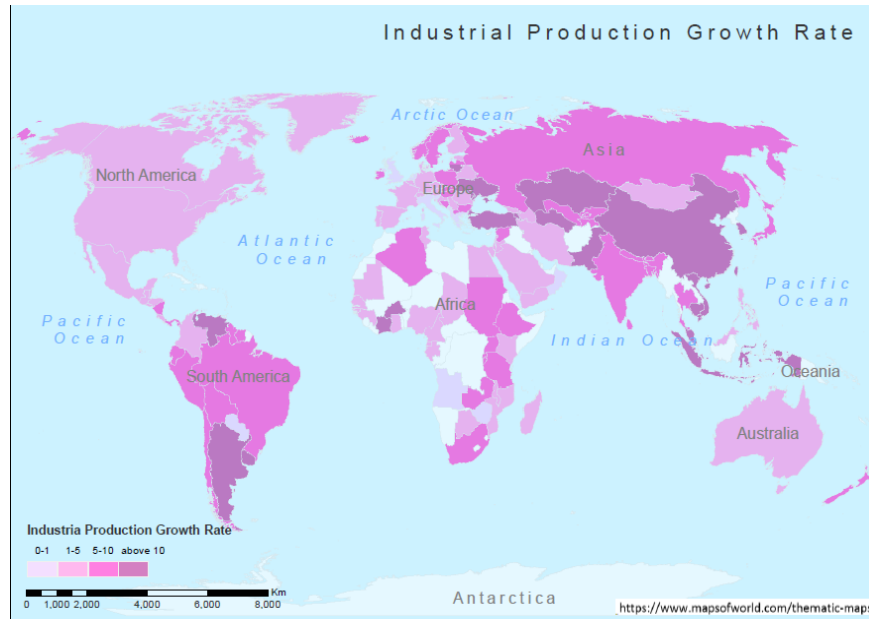 Industrial Production Growth Rate
Arctic Ocean
Asia
North America
Europe
Atlantic
Ocean
Pacific
Ocean
Africa
Pacific
Ocean
Indian Ocean
South America
Oceania
Australia
Industria Production Growth Rate
0-1 1-5 5-10 above 10
Km
0 1,000 2,000 4,000 6,000 8,000
Antarctica
https://www.mapsofworld.com/thematic-maps